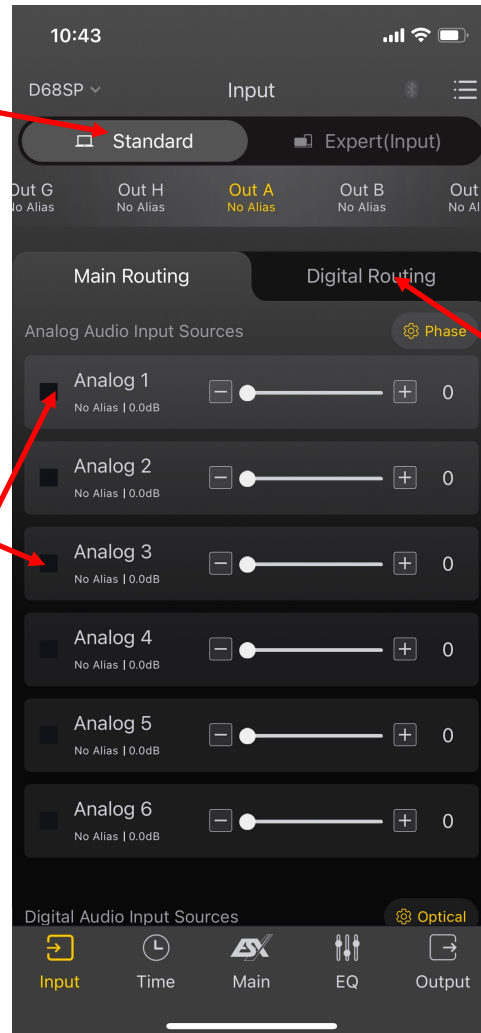 10:43
D68SP Input
Standard Expert(Input)
Out G Out H Out A Out B Out
No Alias No Alias No Alias No Alias No Al
Main Routing Digital Routing
Analog Audio Input Sources Phase
Analog 1
No Alias | 0.0dB
- + 0
Analog 2
No Alias | 0.0dB
- + 0
Analog 3
No Alias | 0.0dB
- + 0
Analog 4
No Alias | 0.0dB
- + 0
Analog 5
No Alias | 0.0dB
- + 0
Analog 6
No Alias | 0.0dB
- + 0
Digital Audio Input Sources Optical
ESX
Input Time Main EQ Output